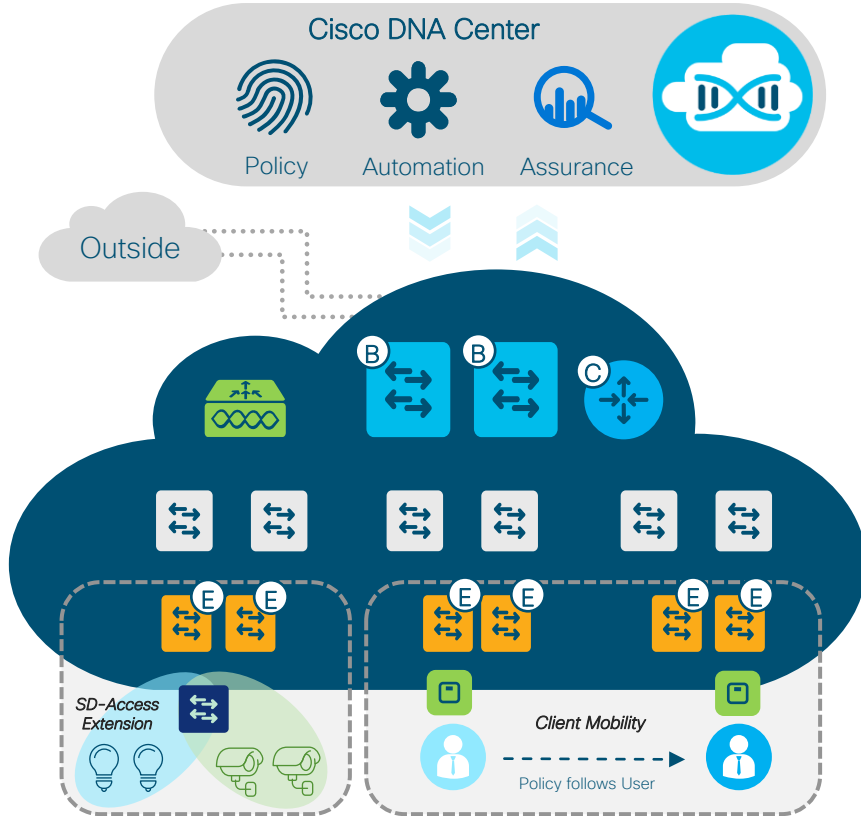 Cisco DNA Center
Policy
Automation
Assurance
Outside
B
B
C
E
E
E
E
E
E
SD-Access
Extension
Client Mobility
Policy follows User